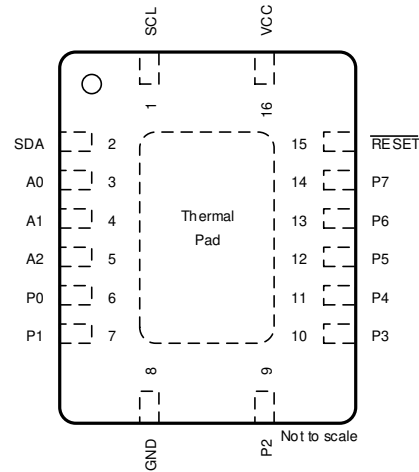 SCL VCC
1 16
SDA 2 15 RESET
A0 3 14 P7
A1 4 Thermal Pad 13 P6
A2 5 12 P5
P0 6 11 P4
P1 7 10 P3
8 9
GND P2 Not to scale